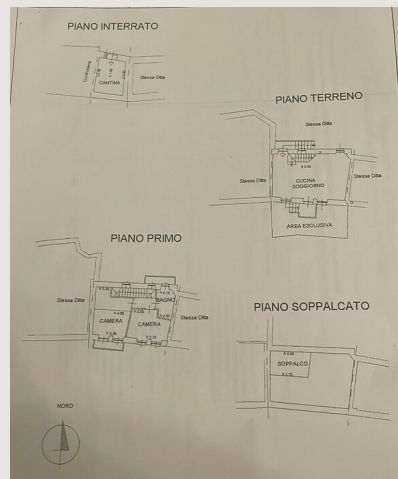 PIANO INTERRATO
Stessa Ditta
CANTINA
PIANO TERRENO
Stessa Ditta
Stessa Ditta
Stessa Ditta
CUCINA
SOGGIORNO
AREA ESCLUSIVA
PIANO PRIMO
BAGNO
Stessa Ditta
Stessa Ditta
CAMERA
CAMERA
PIANO SOPPALCATO
SOPPALCO
NORD